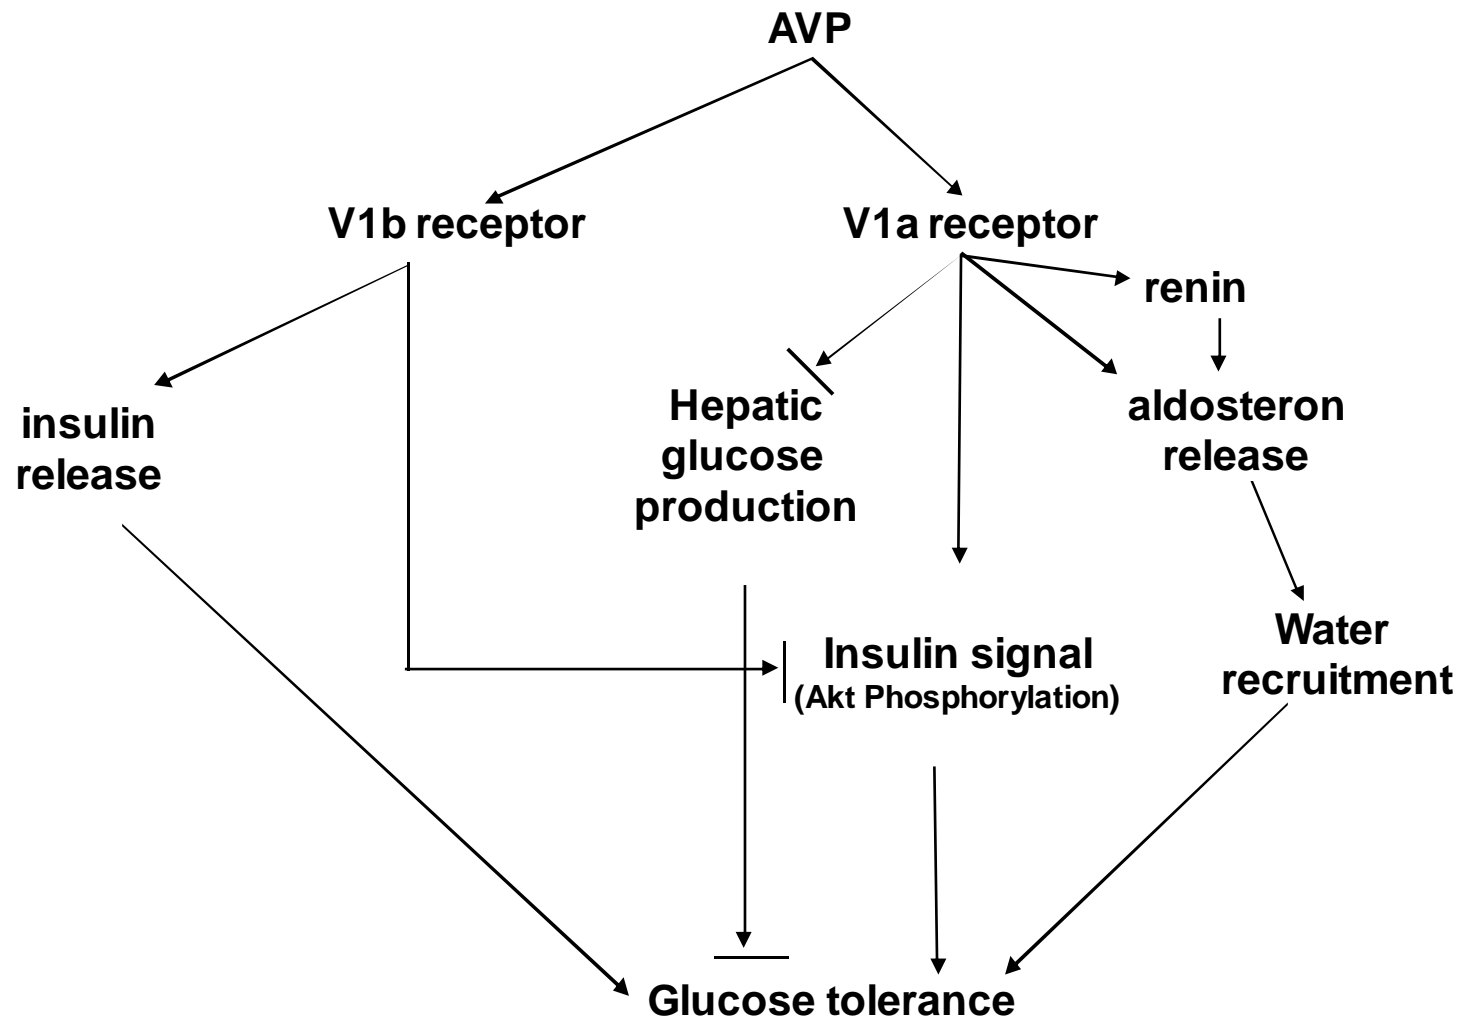 AVP
V1b receptor
V1a receptor
renin
insulin
release
Hepatic
glucose
production
aldosteron
release
Insulin signal
(Akt Phosphorylation)
Water
recruitment
Glucose tolerance